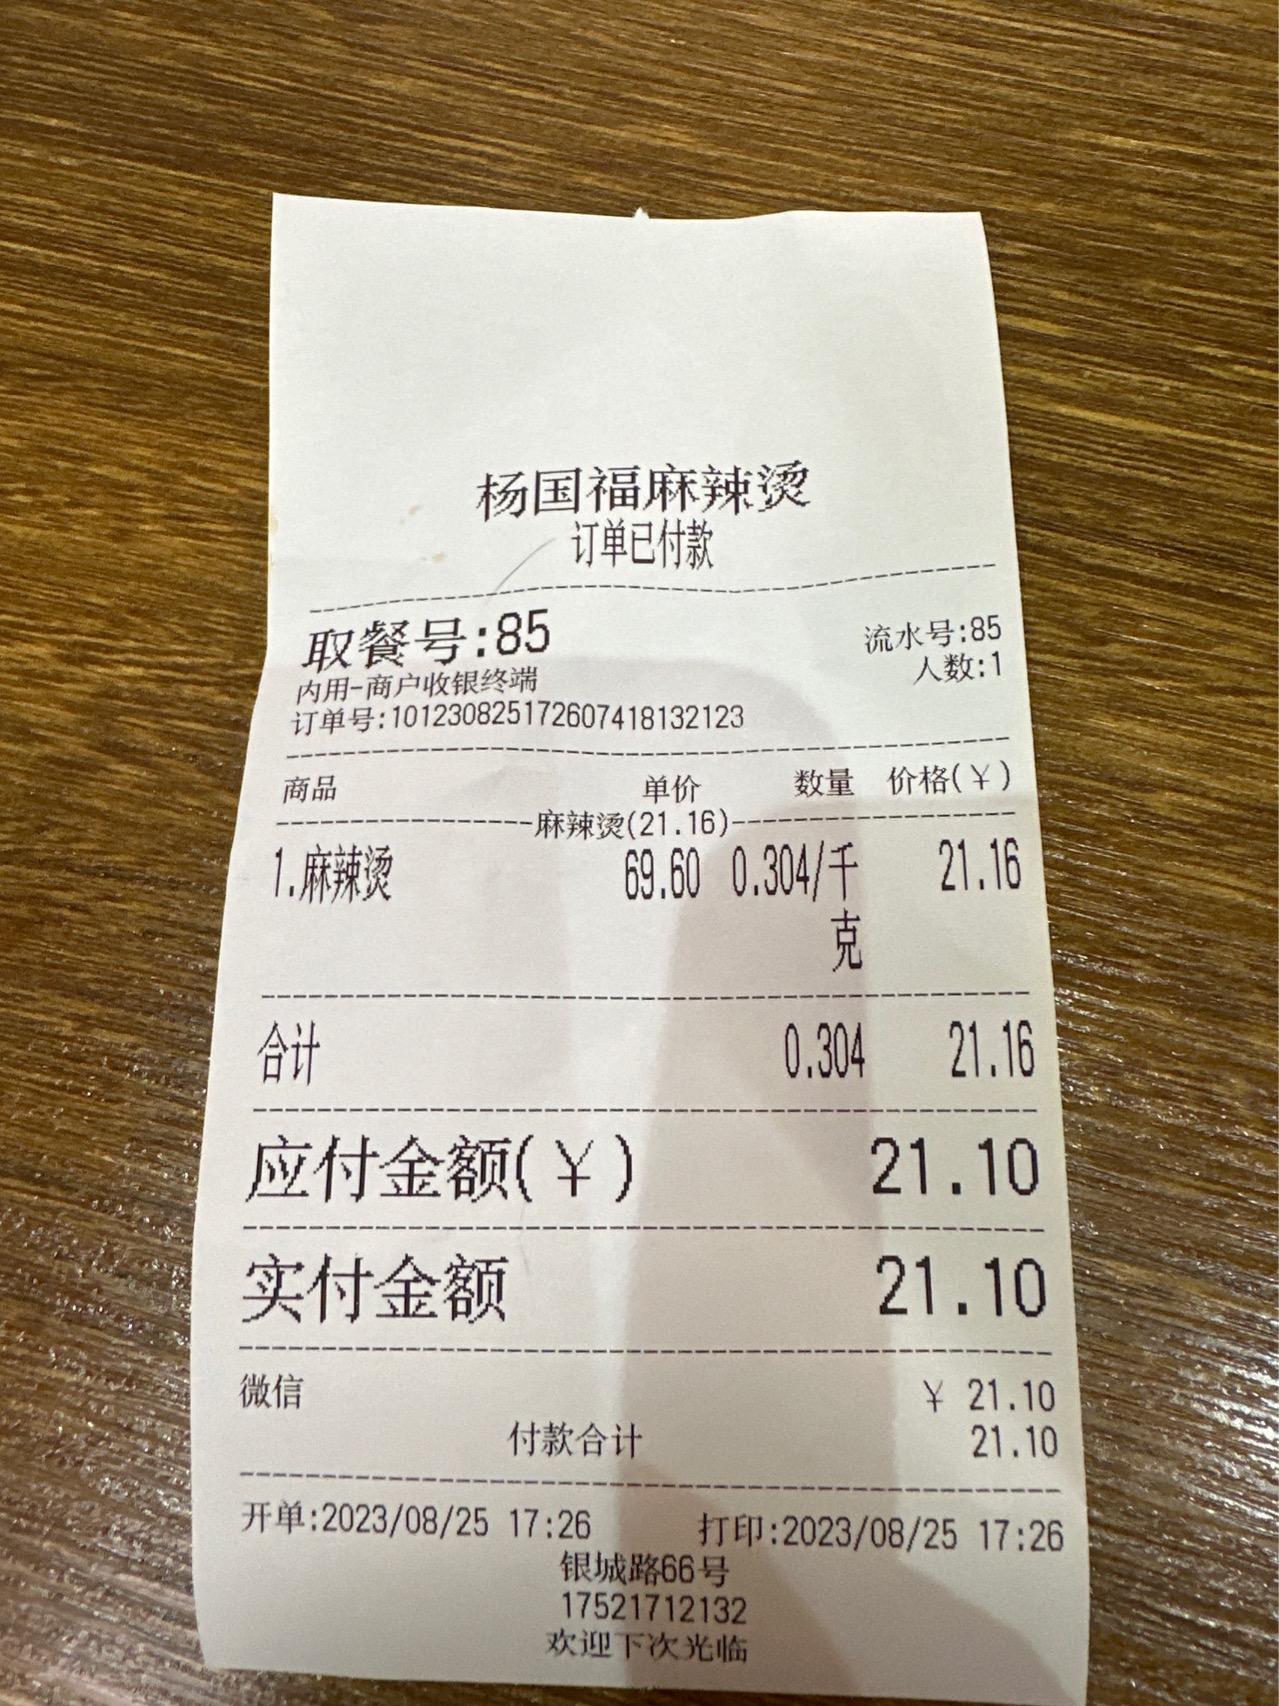 杨国福麻辣烫
订单已付款
取餐号:85 流水号:85
内用-商户收银终端 人数:1
订单号:101230825172607418132123
商品 单价 数量 价格(¥)
麻辣烫(21.16)
1.麻辣烫 69.60 0.304/千 21.16
克
合计 0.304 21.16
应付金额(¥) 21.10
实付金额 21.10
微信 ¥ 21.10
付款合计 21.10
开单:2023/08/25 17:26 打印:2023/08/25 17:26
银城路66号
17521712132
欢迎下次光临